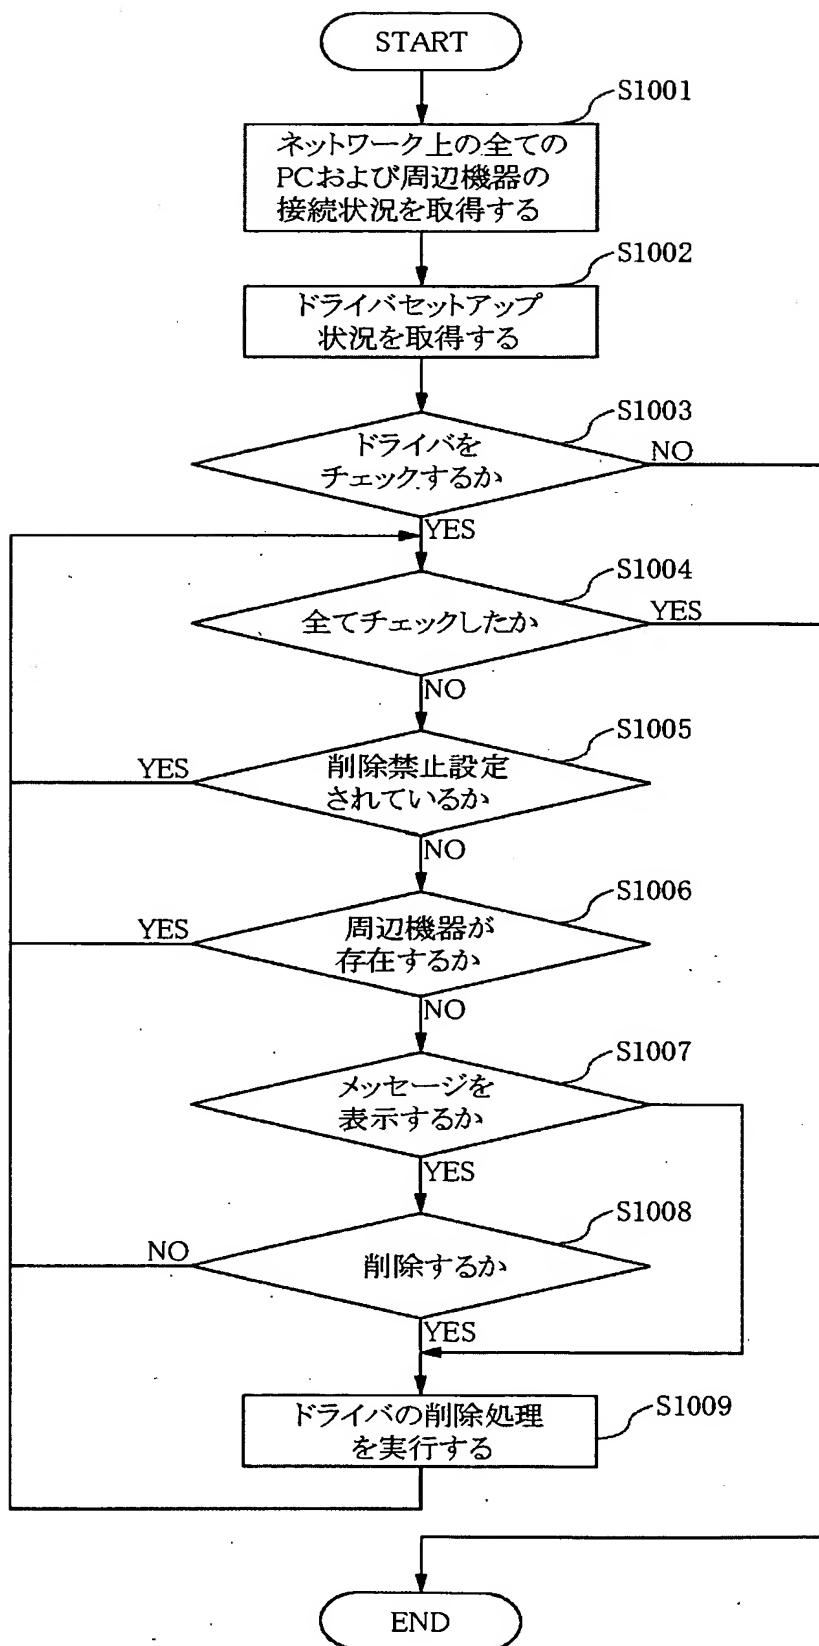 START
S1001
ネットワーク上の全ての
PCおよび周辺機器の
接続状況を取得する
S1002
ドライバセットアップ
状況を取得する
S1003
ドライバを
チェックするか
NO
YES
S1004
全てチェックしたか
YES
NO
S1005
削除禁止設定
されているか
YES
NO
S1006
周辺機器が
存在するか
YES
NO
S1007
メッセージを
表示するか
YES
S1008
削除するか
NO
YES
S1009
ドライバの削除処理
を実行する
END